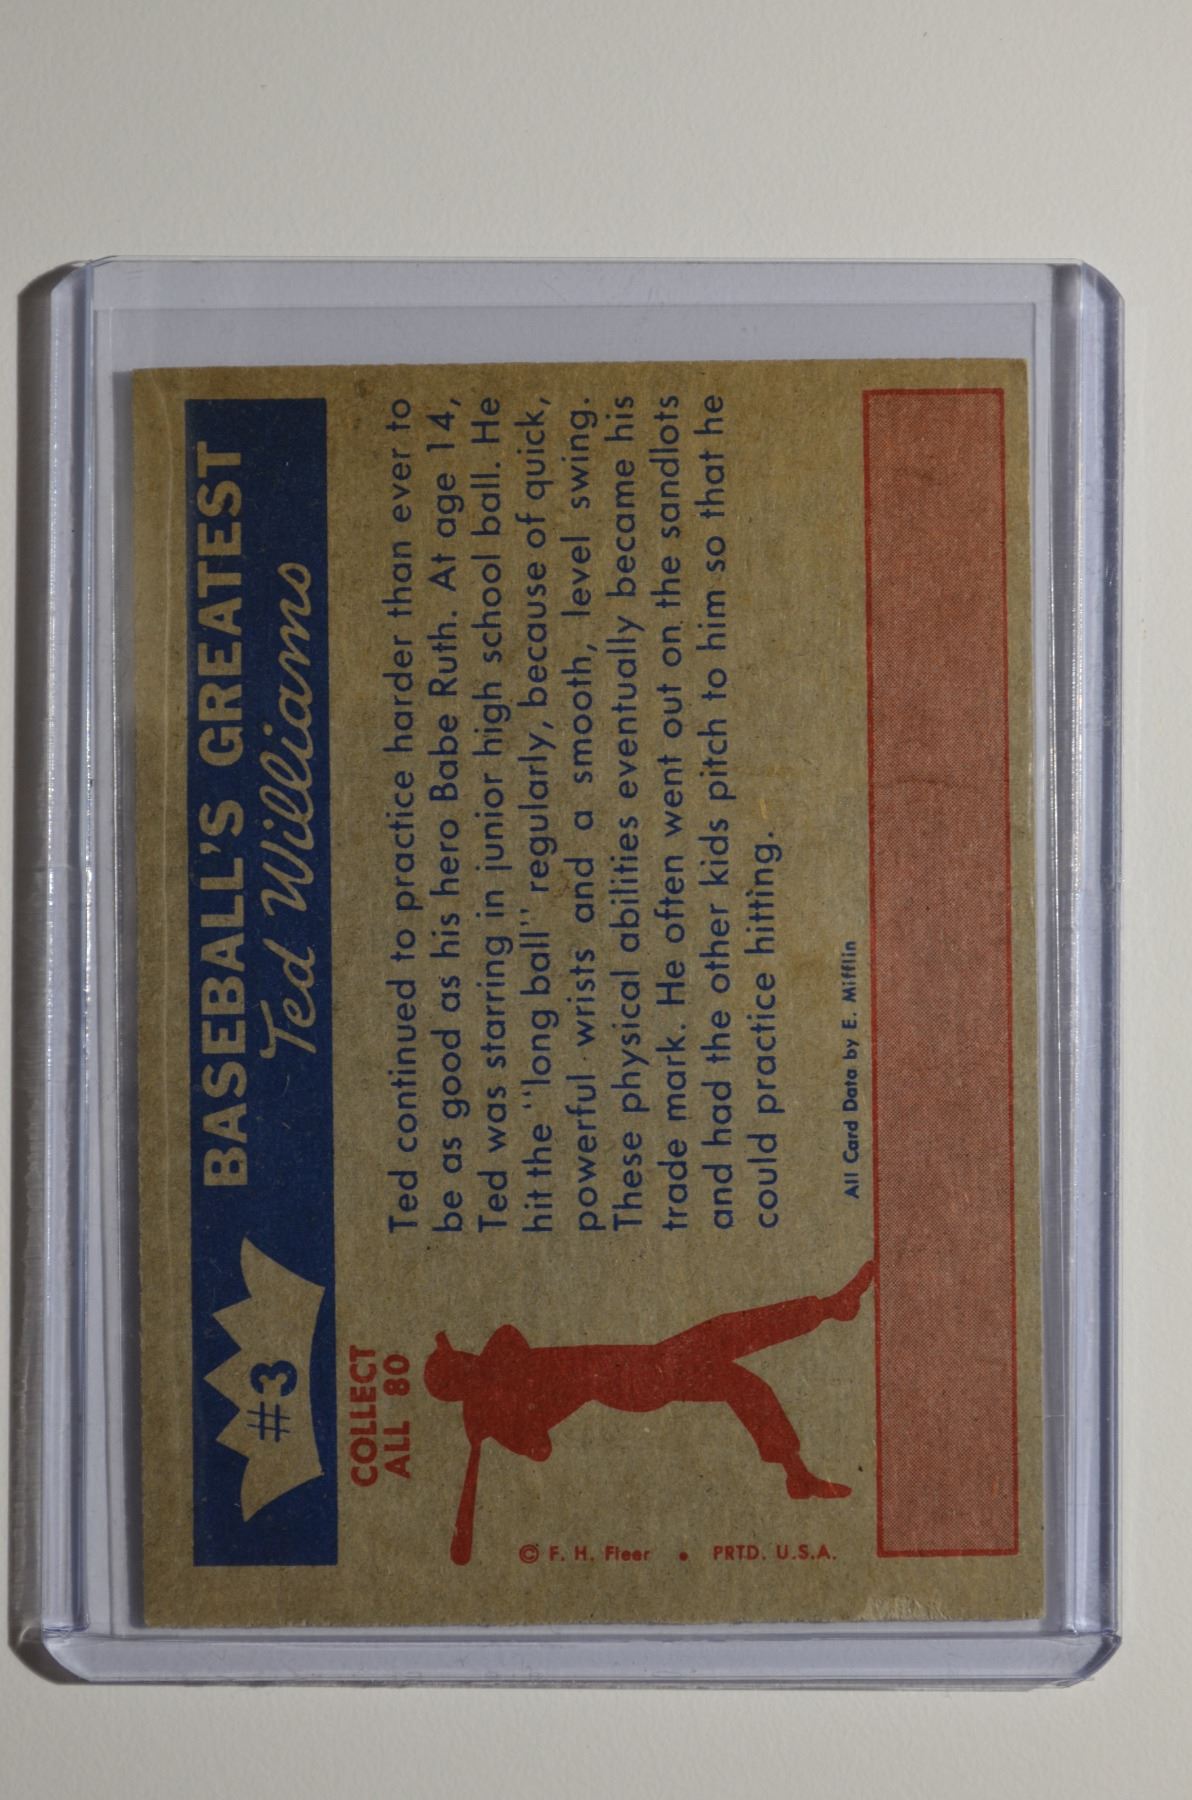 #3
BASEBALL'S GREATEST
Ted Williams
COLLECT
ALL 80
Ted continued to practice harder than ever to
be as good as his hero Babe Ruth. At age 14,
Ted was starring in junior high school ball. He
hit the "long ball" regularly, because of quick,
powerful wrists and a smooth, level swing.
These physical abilities eventually became his
trade mark. He often went out on the sandlots
and had the other kids pitch to him so that he
could practice hitting.
All Card Data by E. Mifflin
© F. H. Fleer • PRTD. U.S.A.